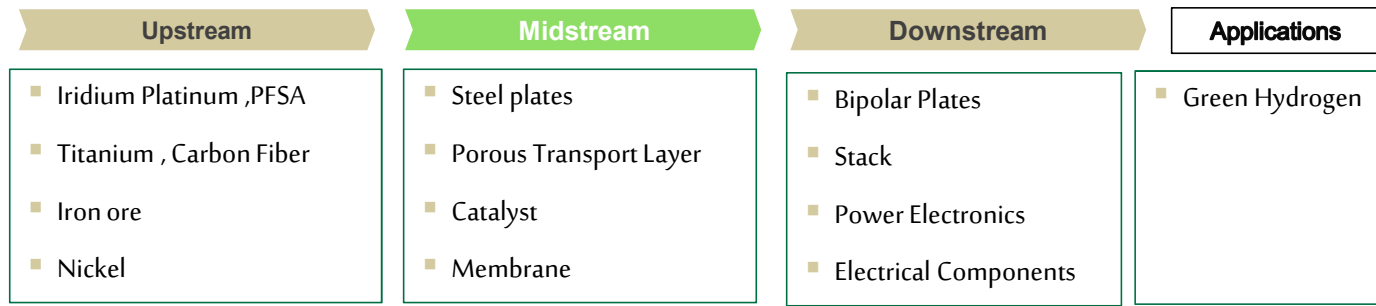 Upstream
Iridium Platinum ,PFSA
Titanium , Carbon Fiber
Iron ore
Nickel
Midstream
Steel plates
Porous Transport Layer
Catalyst
Membrane
Downstream
Bipolar Plates
Stack
Power Electronics
Electrical Components
Applications
Green Hydrogen